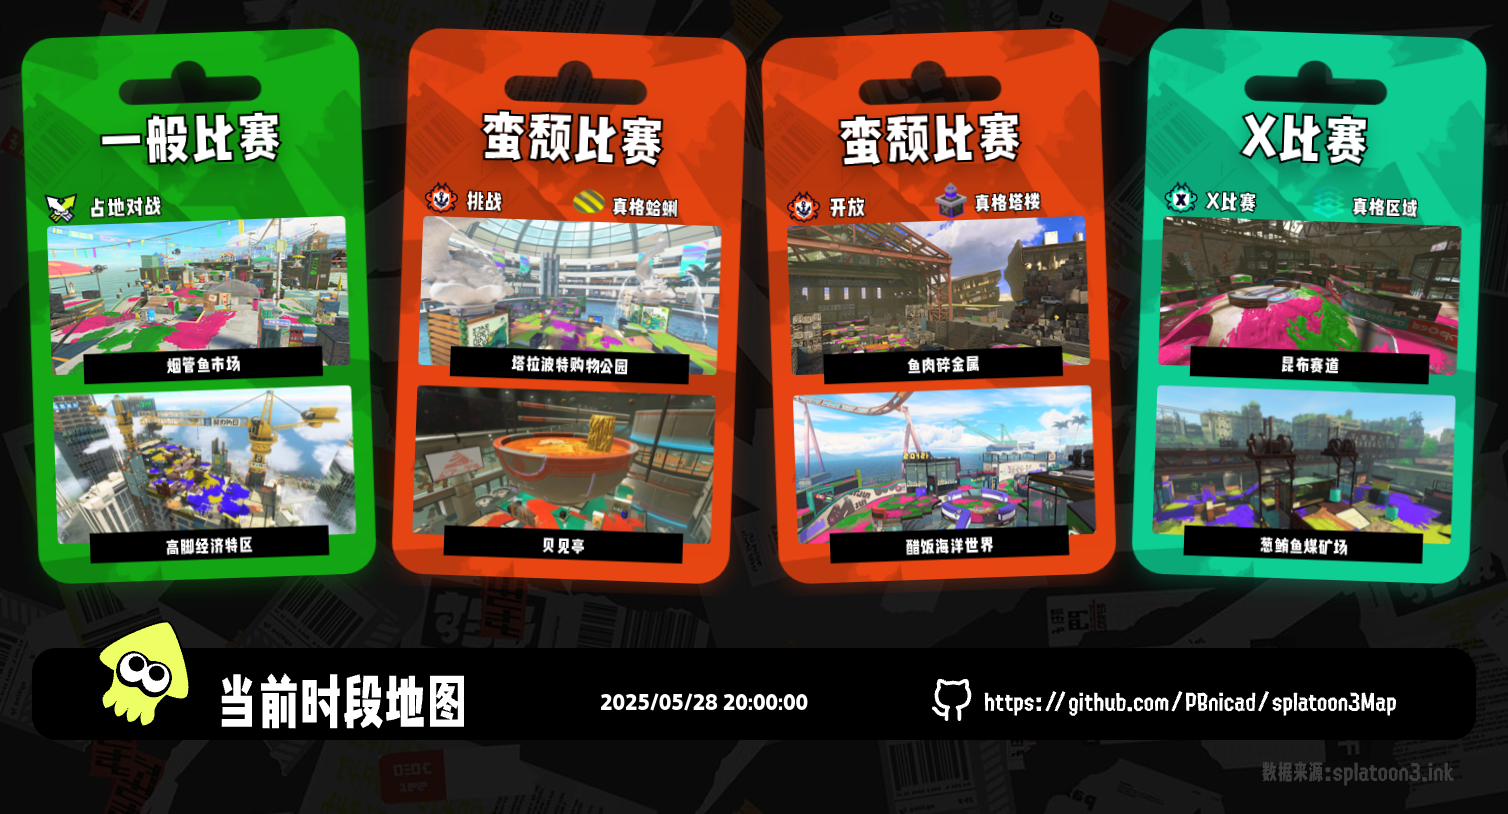 一般比赛
占地对战
烟管鱼市场
高脚经济特区
蛮颓比赛
挑战
真格蛤蜊
塔拉波特购物公园
贝见亭
蛮颓比赛
开放
真格塔楼
鱼肉碎金属
醋饭海洋世界
X比赛
X比赛
真格区域
昆布赛道
葱鲔鱼煤矿场
当前时段地图
2025/05/28 20:00:00
https://github.com/PBnicad/splatoon3Map
数据来源:splatoon3.ink